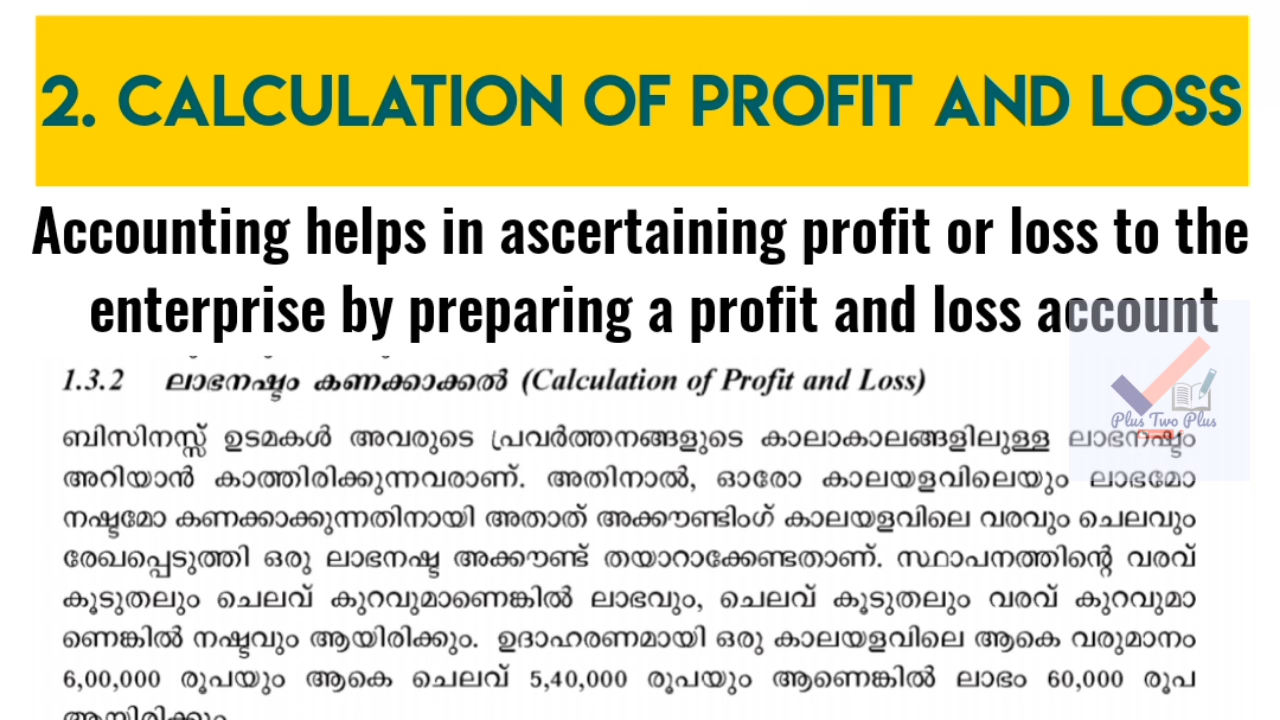 2. CALCULATION OF PROFIT AND LOSS
Accounting helps in ascertaining profit or loss to the
enterprise by preparing a profit and loss account
1.3.2 ലാഭനഷ്ടം കണക്കാക്കൽ (Calculation of Profit and Loss)
ബിസിനസ്സ് ഉടമകൾ അവരുടെ പ്രവർത്തനങ്ങളുടെ കാലാകാലങ്ങളിലുള്ള ലാഭനഷ്ടം
അറിയാൻ കാത്തിരിക്കുന്നവരാണ്. അതിനാൽ, ഓരോ കാലയളവിലെയും ലാഭമോ
നഷ്ടമോ കണക്കാക്കുന്നതിനായി അതാത് അക്കൗണ്ടിംഗ് കാലയളവിലെ വരവും ചെലവും
രേഖപ്പെടുത്തി ഒരു ലാഭനഷ്ട അക്കൗണ്ട് തയാറാക്കേണ്ടതാണ്. സ്ഥാപനത്തിന്റെ വരവ്
കൂടുതലും ചെലവ് കുറവുമാണെങ്കിൽ ലാഭവും, ചെലവ് കൂടുതലും വരവ് കുറവുമാ
ണെങ്കിൽ നഷ്ടവും ആയിരിക്കും. ഉദാഹരണമായി ഒരു കാലയളവിലെ ആകെ വരുമാനം
6,00,000 രൂപയും ആകെ ചെലവ് 5,40,000 രൂപയും ആണെങ്കിൽ ലാഭം 60,000 രൂപ
ആയിരിക്കും.
Plus Two Plus